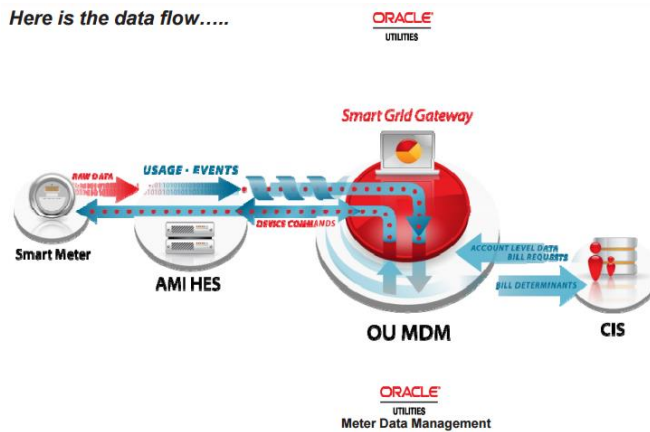 Here is the data flow.....
ORACLE®
UTILITIES
Smart Grid Gateway
RAW DATA
USAGE - EVENTS
DEVICE COMMANDS
Smart Meter
AMI HES
ACCOUNT LEVEL DATA
BILL REQUESTS
BILL DETERMINANTS
OU MDM
CIS
ORACLE®
UTILITIES
Meter Data Management